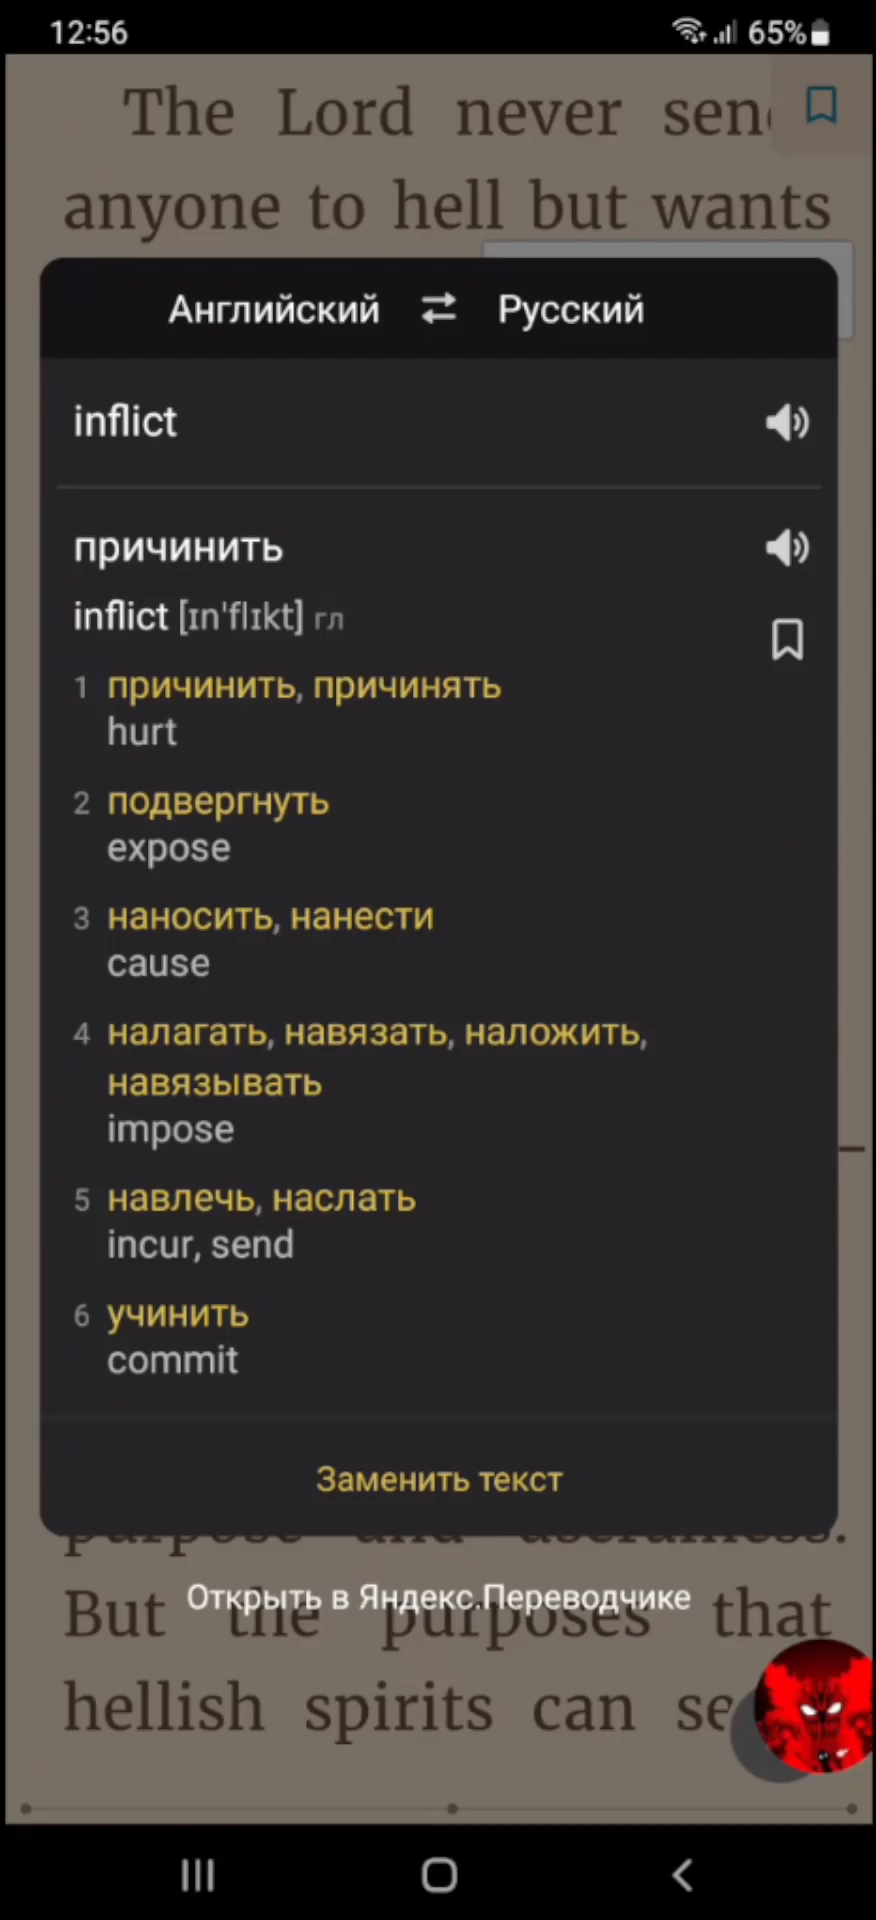 12:56
65%
The Lord never sen
anyone to hell but wants
Английский Русский
inflict
причинить
inflict [ɪn'flɪkt] гл
1 причинить, причинять
hurt
2 подвергнуть
expose
3 наносить, нанести
cause
4 налагать, навязать, наложить,
навязывать
impose
5 навлечь, наслать
incur, send
6 учинить
commit
Заменить текст
purpose and usefulness.
Открыть в Яндекс.Переводчике
But the purposes that
hellish spirits can se